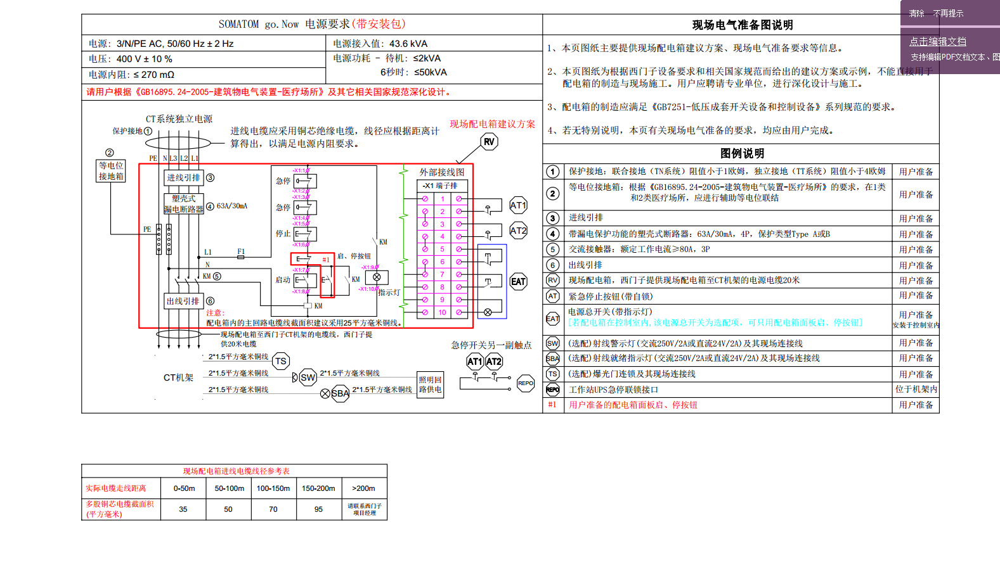 清除 不再提示
点击编辑文档
支持编辑PDF文档文本、图
SOMATOM go.Now 电源要求(带安装包)
电源: 3/N/PE AC, 50/60 Hz ± 2 Hz
电压: 400 V ± 10 %
电源内阻: ≤ 270 mΩ
电源接入值: 43.6 kVA
电源功耗 - 待机: ≤2kVA
6秒时: ≤50kVA
请用户根据《GB16895.24-2005-建筑物电气装置-医疗场所》及其它相关国家规范深化设计。
CT系统独立电源
保护接地①
进线电缆应采用铜芯绝缘电缆, 线径应根据距离计
算得出, 以满足电源内阻要求。
现场配电箱建议方案
RV
②
等电位
接地箱
PE N L3 L2 L1
进线引排 ③
塑壳式
漏电断路器 ④ 63A/30mA
PE
L1 F1
N
KM ⑤
出线引排 ⑥
急停 -X1:1
-X1:2
急停 -X1:3
-X1:4
停止 -X1:5
-X1:6
#1 启、停按钮
启动 -X1:7
-X1:8
KM
KM
KM
-X1:9
-X1:10
指示灯
外部接线图
-X1 端子排
1
2
3
4
5
6
7
8
9
10
AT1
AT2
EAT
注意:
配电箱内的主回路电缆线截面积建议采用25平方毫米铜线。
现场配电箱至西门子CT机架的电缆线, 西门子提
供20米电缆
CT机架
2*1.5平方毫米铜线 TS
2*1.5平方毫米铜线 SW 2*1.5平方毫米铜线
2*1.5平方毫米铜线 SBA 2*1.5平方毫米铜线
照明回
路供电
急停开关另一副触点
AT1 AT2
REPO
现场电气准备图说明
1、本页图纸主要提供现场配电箱建议方案、现场电气准备要求等信息。
2、本页图纸为根据西门子设备要求和相关国家规范而给出的建议方案或示例, 不能直接用于
配电箱的制造与现场施工。用户应聘请专业单位, 进行深化设计与施工。
3、配电箱的制造应满足《GB7251-低压成套开关设备和控制设备》系列规范的要求。
4、若无特别说明, 本页有关现场电气准备的要求, 均应由用户完成。
图例说明
① 保护接地: 联合接地 (TN系统) 阻值小于1欧姆, 独立接地 (TT系统) 阻值小于4欧姆 用户准备
② 等电位接地箱: 根据《GB16895.24-2005-建筑物电气装置-医疗场所》的要求, 在1类
和2类医疗场所, 应进行辅助等电位联结 用户准备
③ 进线引排 用户准备
④ 带漏电保护功能的塑壳式断路器: 63A/30mA, 4P, 保护类型Type A或B 用户准备
⑤ 交流接触器: 额定工作电流≥80A, 3P 用户准备
⑥ 出线引排 用户准备
RV 现场配电箱, 西门子提供现场配电箱至CT机架的电源电缆20米 用户准备
AT 紧急停止按钮(带自锁) 用户准备
EAT 电源总开关(带指示灯)
[若配电箱在控制室内,该电源总开关为选配项, 可只用配电箱面板启、停按钮]
用户准备
安装于控制室内
SW (选配)射线警示灯(交流250V/2A或直流24V/2A)及其现场连接线 用户准备
SBA (选配)射线就绪指示灯(交流250V/2A或直流24V/2A)及其现场连接线 用户准备
TS (选配)爆光门连锁及其现场连接线 用户准备
REPO 工作站UPS急停联锁接口 位于机架内
#1 用户准备的配电箱面板启、停按钮 用户准备
现场配电箱进线电缆线径参考表
实际电缆走线距离 0-50m 50-100m 100-150m 150-200m >200m
多股铜芯电缆截面积
(平方毫米) 35 50 70 95 请联系西门子
项目经理